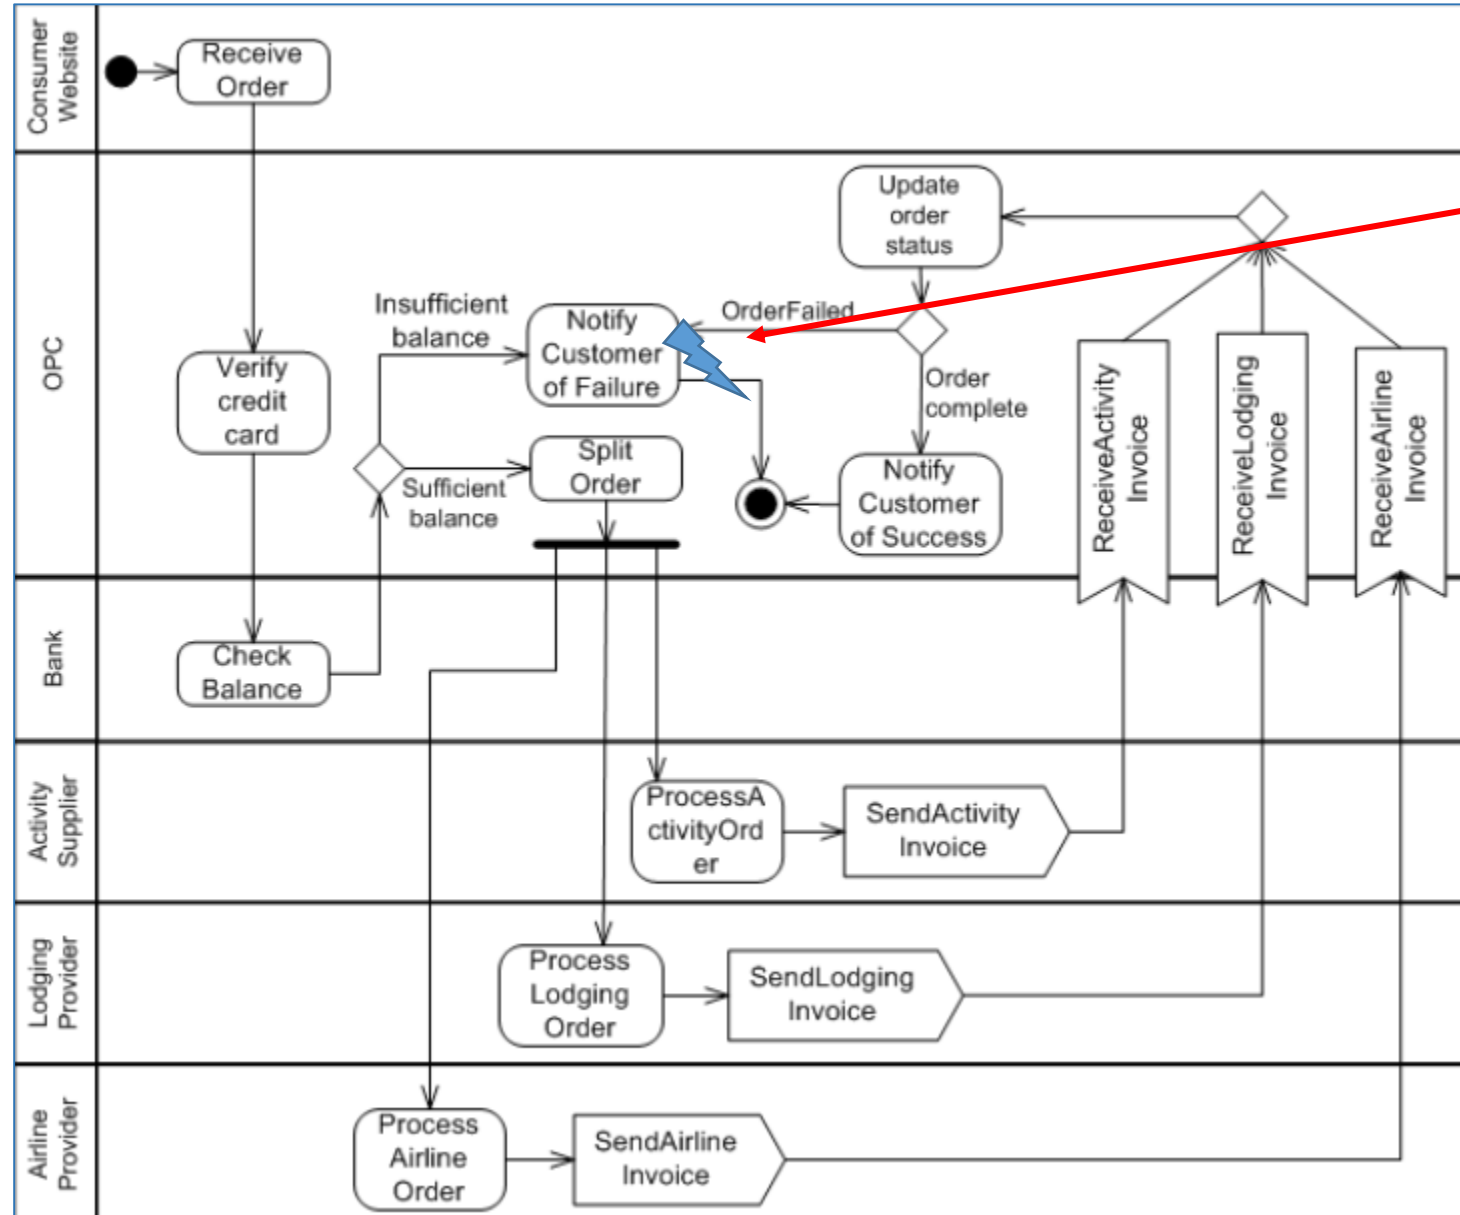 Consumer
Website
Receive
Order
OPC
Update
order
status
Insufficient
balance
Notify
Customer
of Failure
OrderFailed
Verify
credit
card
Order
complete
Split
Order
Sufficient
balance
Notify
Customer
of Success
ReceiveActivity
Invoice
ReceiveLodging
Invoice
ReceiveAirline
Invoice
Bank
Check
Balance
Activity
Supplier
ProcessA
ctivityOrd
er
SendActivity
Invoice
Lodging
Provider
Process
Lodging
Order
SendLodging
Invoice
Airline
Provider
Process
Airline
Order
SendAirline
Invoice